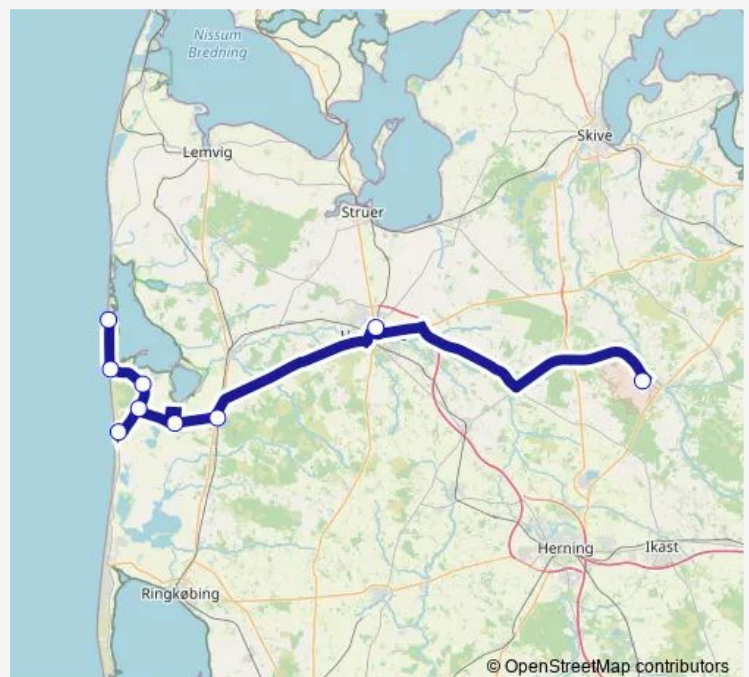 Nissum
Bredning
Skive
Lemvig
Struer
Herning
Ikast
Ringkøbing
© OpenStreetMap contributors